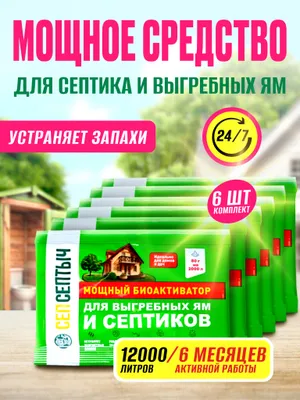 МОЩНОЕ СРЕДСТВО
ДЛЯ СЕПТИКА И ВЫГРЕБНЫХ ЯМ
УСТРАНЯЕТ ЗАПАХИ
24/7
6 ШТ
КОМПЛЕКТ
СЕПСЕПТЫЧ
МОЩНЫЙ БИОАКТИВАТОР
ДЛЯ ВЫГРЕБНЫХ ЯМ
И СЕПТИКОВ
12000 / 6 МЕСЯЦЕВ
ЛИТРОВ АКТИВНОЙ РАБОТЫ